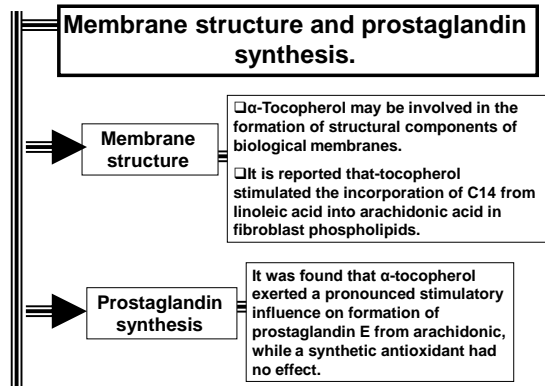 Membrane structure and prostaglandin
synthesis.
Membrane
structure
❑α-Tocopherol may be involved in the
formation of structural components of
biological membranes.
❑It is reported that-tocopherol
stimulated the incorporation of C14 from
linoleic acid into arachidonic acid in
fibroblast phospholipids.
Prostaglandin
synthesis
It was found that α-tocopherol
exerted a pronounced stimulatory
influence on formation of
prostaglandin E from arachidonic,
while a synthetic antioxidant had
no effect.